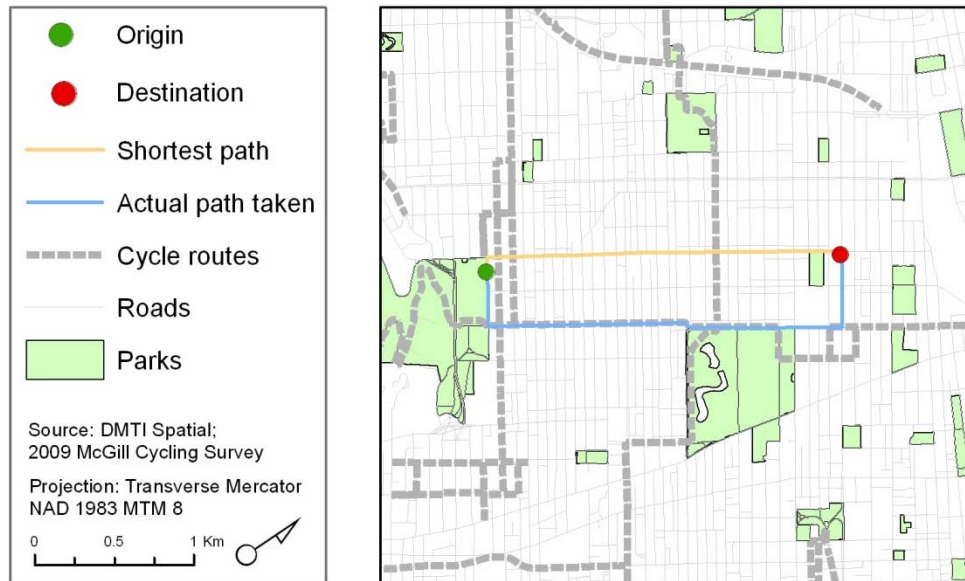 Origin
Destination
Shortest path
Actual path taken
Cycle routes
Roads
Parks
Source: DMTI Spatial;
2009 McGill Cycling Survey
Projection: Transverse Mercator
NAD 1983 MTM 8
0 0.5 1 Km